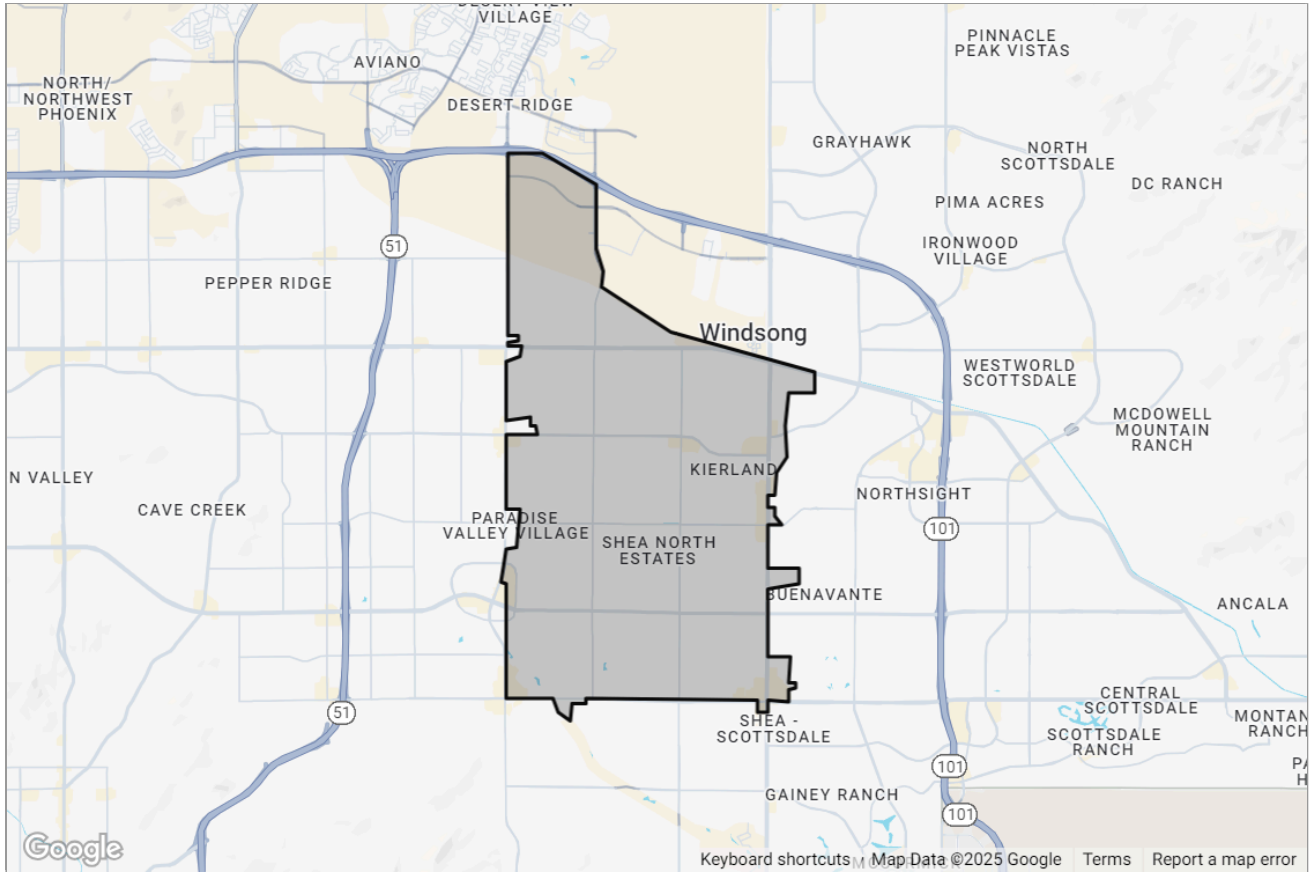 DESERT VIEW
VILLAGE
PINNACLE
PEAK VISTAS
AVIANO
NORTH/
NORTHWEST
PHOENIX
DESERT RIDGE
GRAYHAWK
NORTH
SCOTTSDALE
DC RANCH
PIMA ACRES
51
IRONWOOD
VILLAGE
PEPPER RIDGE
Windsong
WESTWORLD
SCOTTSDALE
MCDOWELL
MOUNTAIN
RANCH
KIERLAND
N VALLEY
NORTHSIGHT
CAVE CREEK
PARADISE
VALLEY VILLAGE
101
SHEA NORTH
ESTATES
BUENAVANTE
ANCALA
CENTRAL
SCOTTSDALE
51
SHEA -
SCOTTSDALE
MONTAN
RANCH
SCOTTSDALE
RANCH
101
PA
H
GAINEY RANCH
101
Google
Keyboard shortcuts
Map Data ©2025 Google
Terms
Report a map error